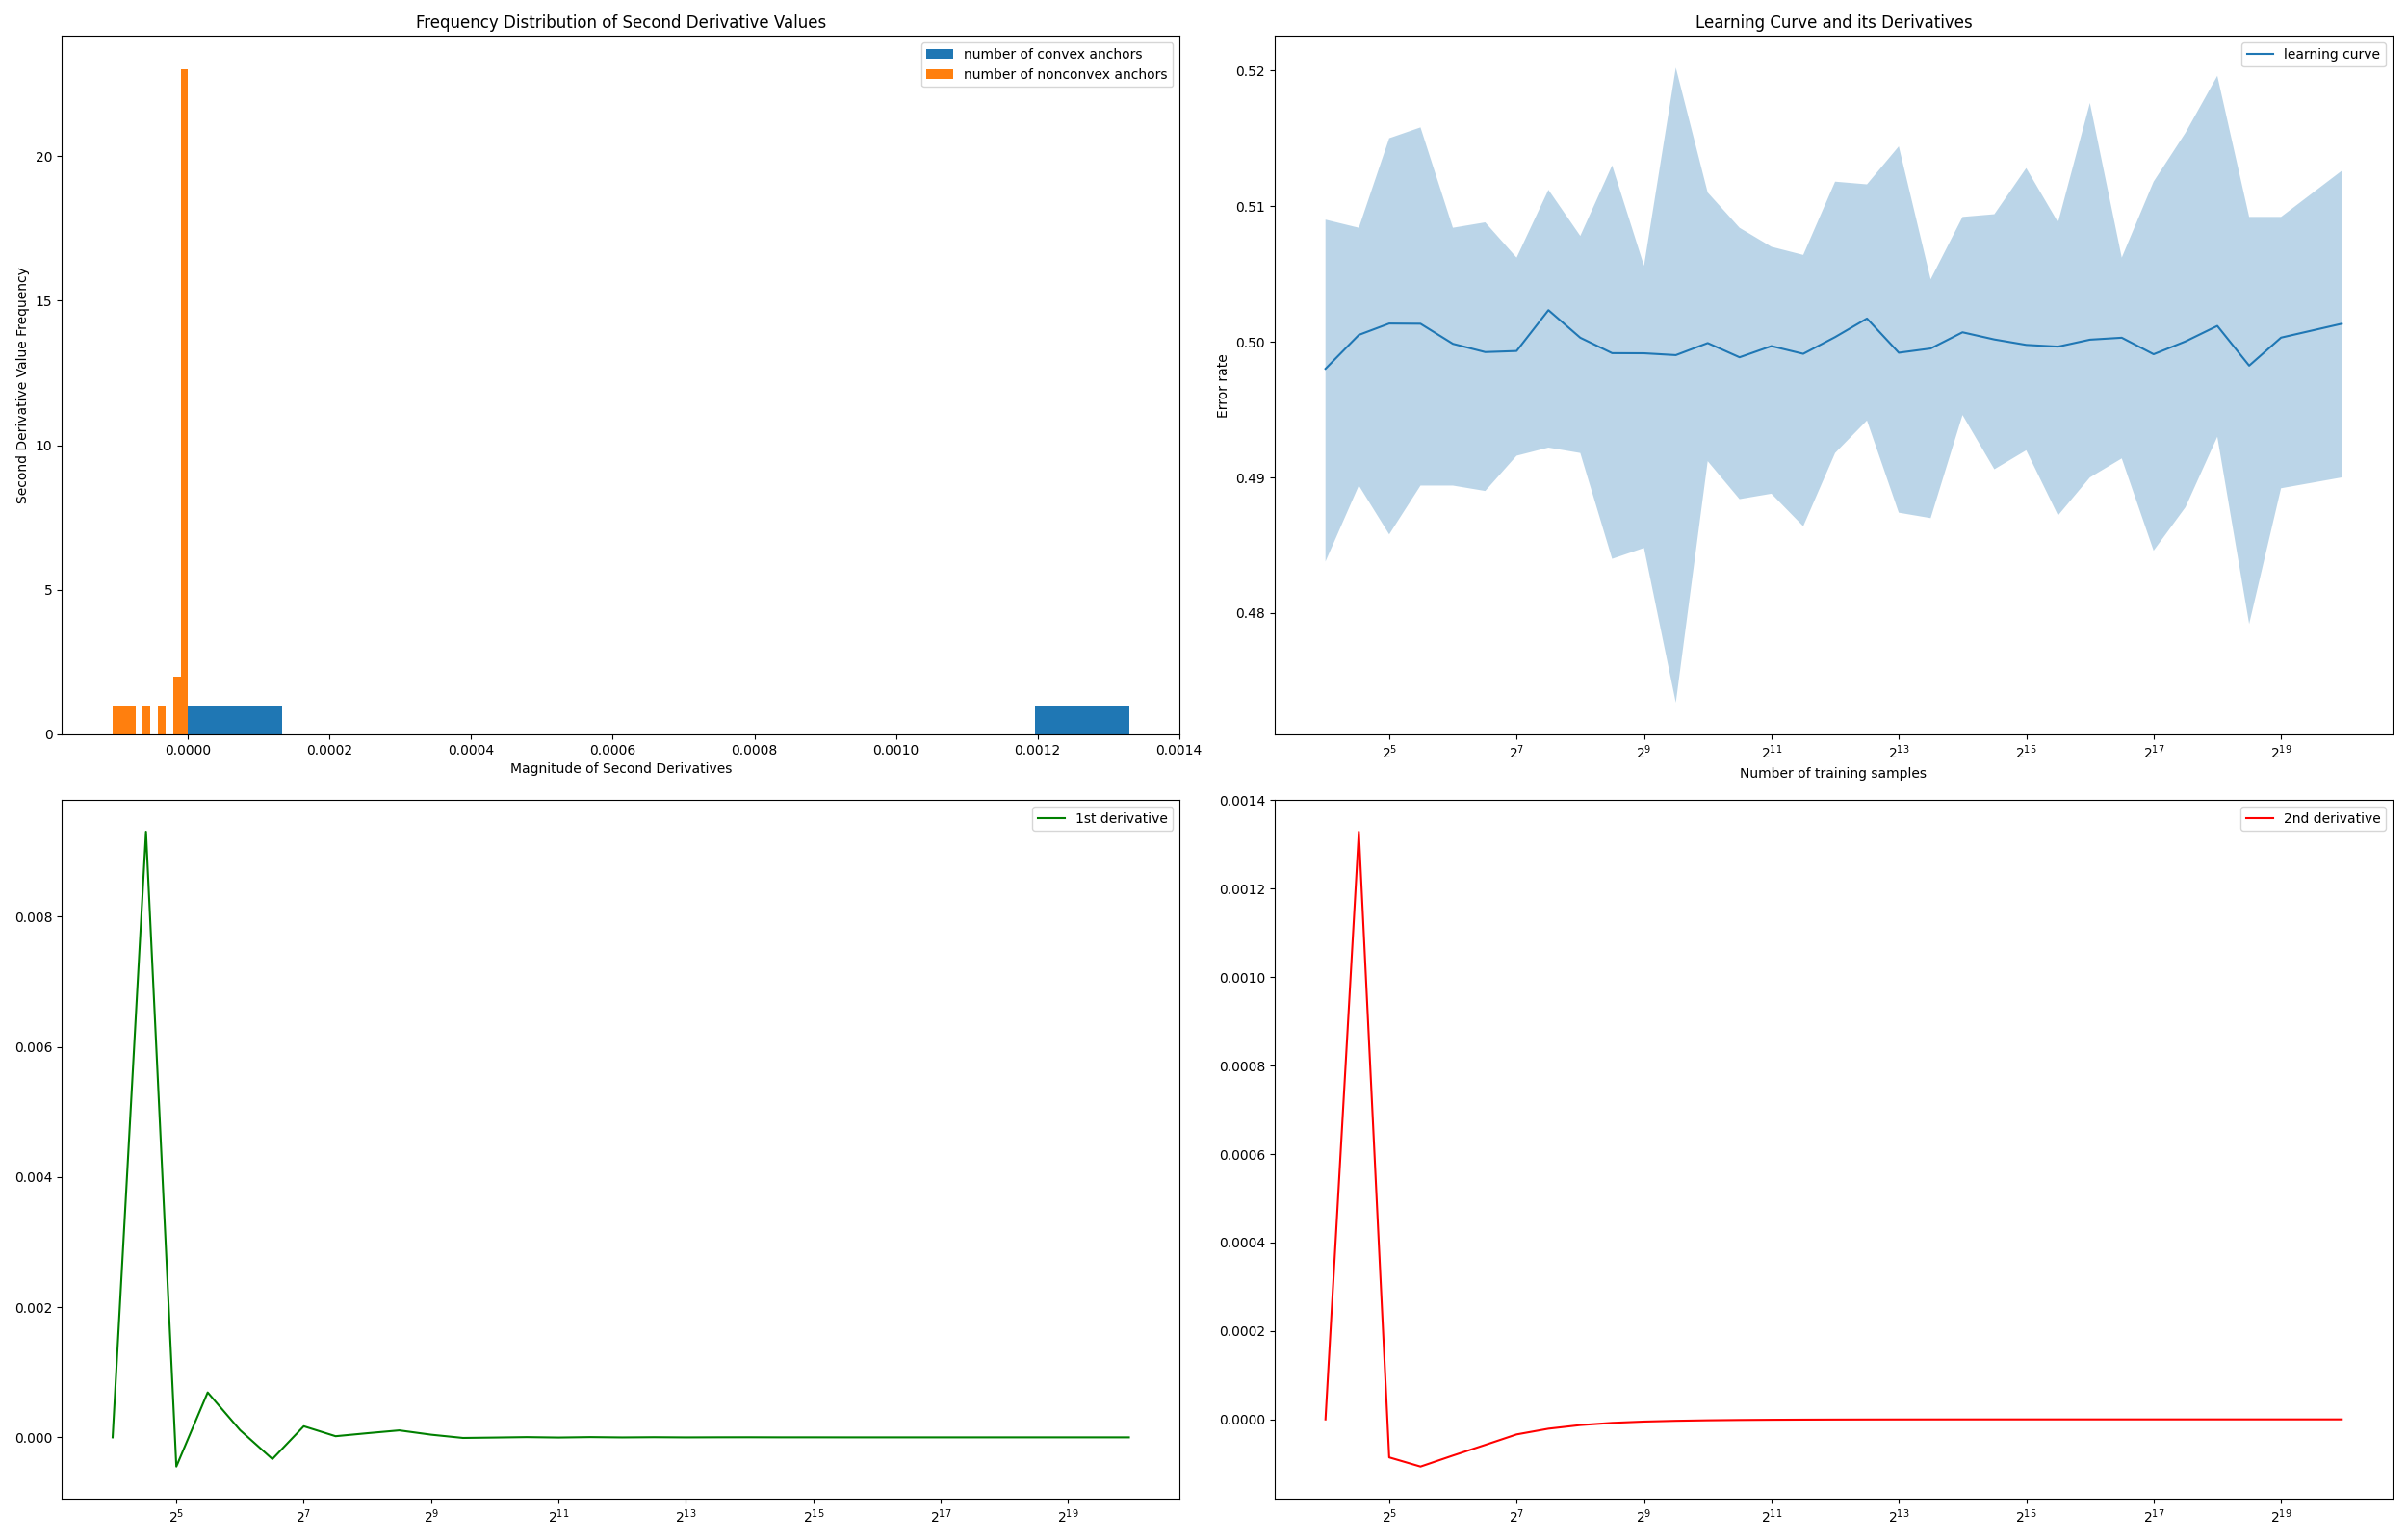 Frequency Distribution of Second Derivative Values
number of convex anchors
number of nonconvex anchors
Second Derivative Value Frequency
20
15
10
5
0
0.0000 0.0002 0.0004 0.0006 0.0008 0.0010 0.0012 0.0014
Magnitude of Second Derivatives
Learning Curve and its Derivatives
learning curve
Error rate
0.52
0.51
0.50
0.49
0.48
2^5 2^7 2^9 2^11 2^13 2^15 2^17 2^19
Number of training samples
1st derivative
0.008
0.006
0.004
0.002
0.000
2^5 2^7 2^9 2^11 2^13 2^15 2^17 2^19
2nd derivative
0.0014
0.0012
0.0010
0.0008
0.0006
0.0004
0.0002
0.0000
2^5 2^7 2^9 2^11 2^13 2^15 2^17 2^19